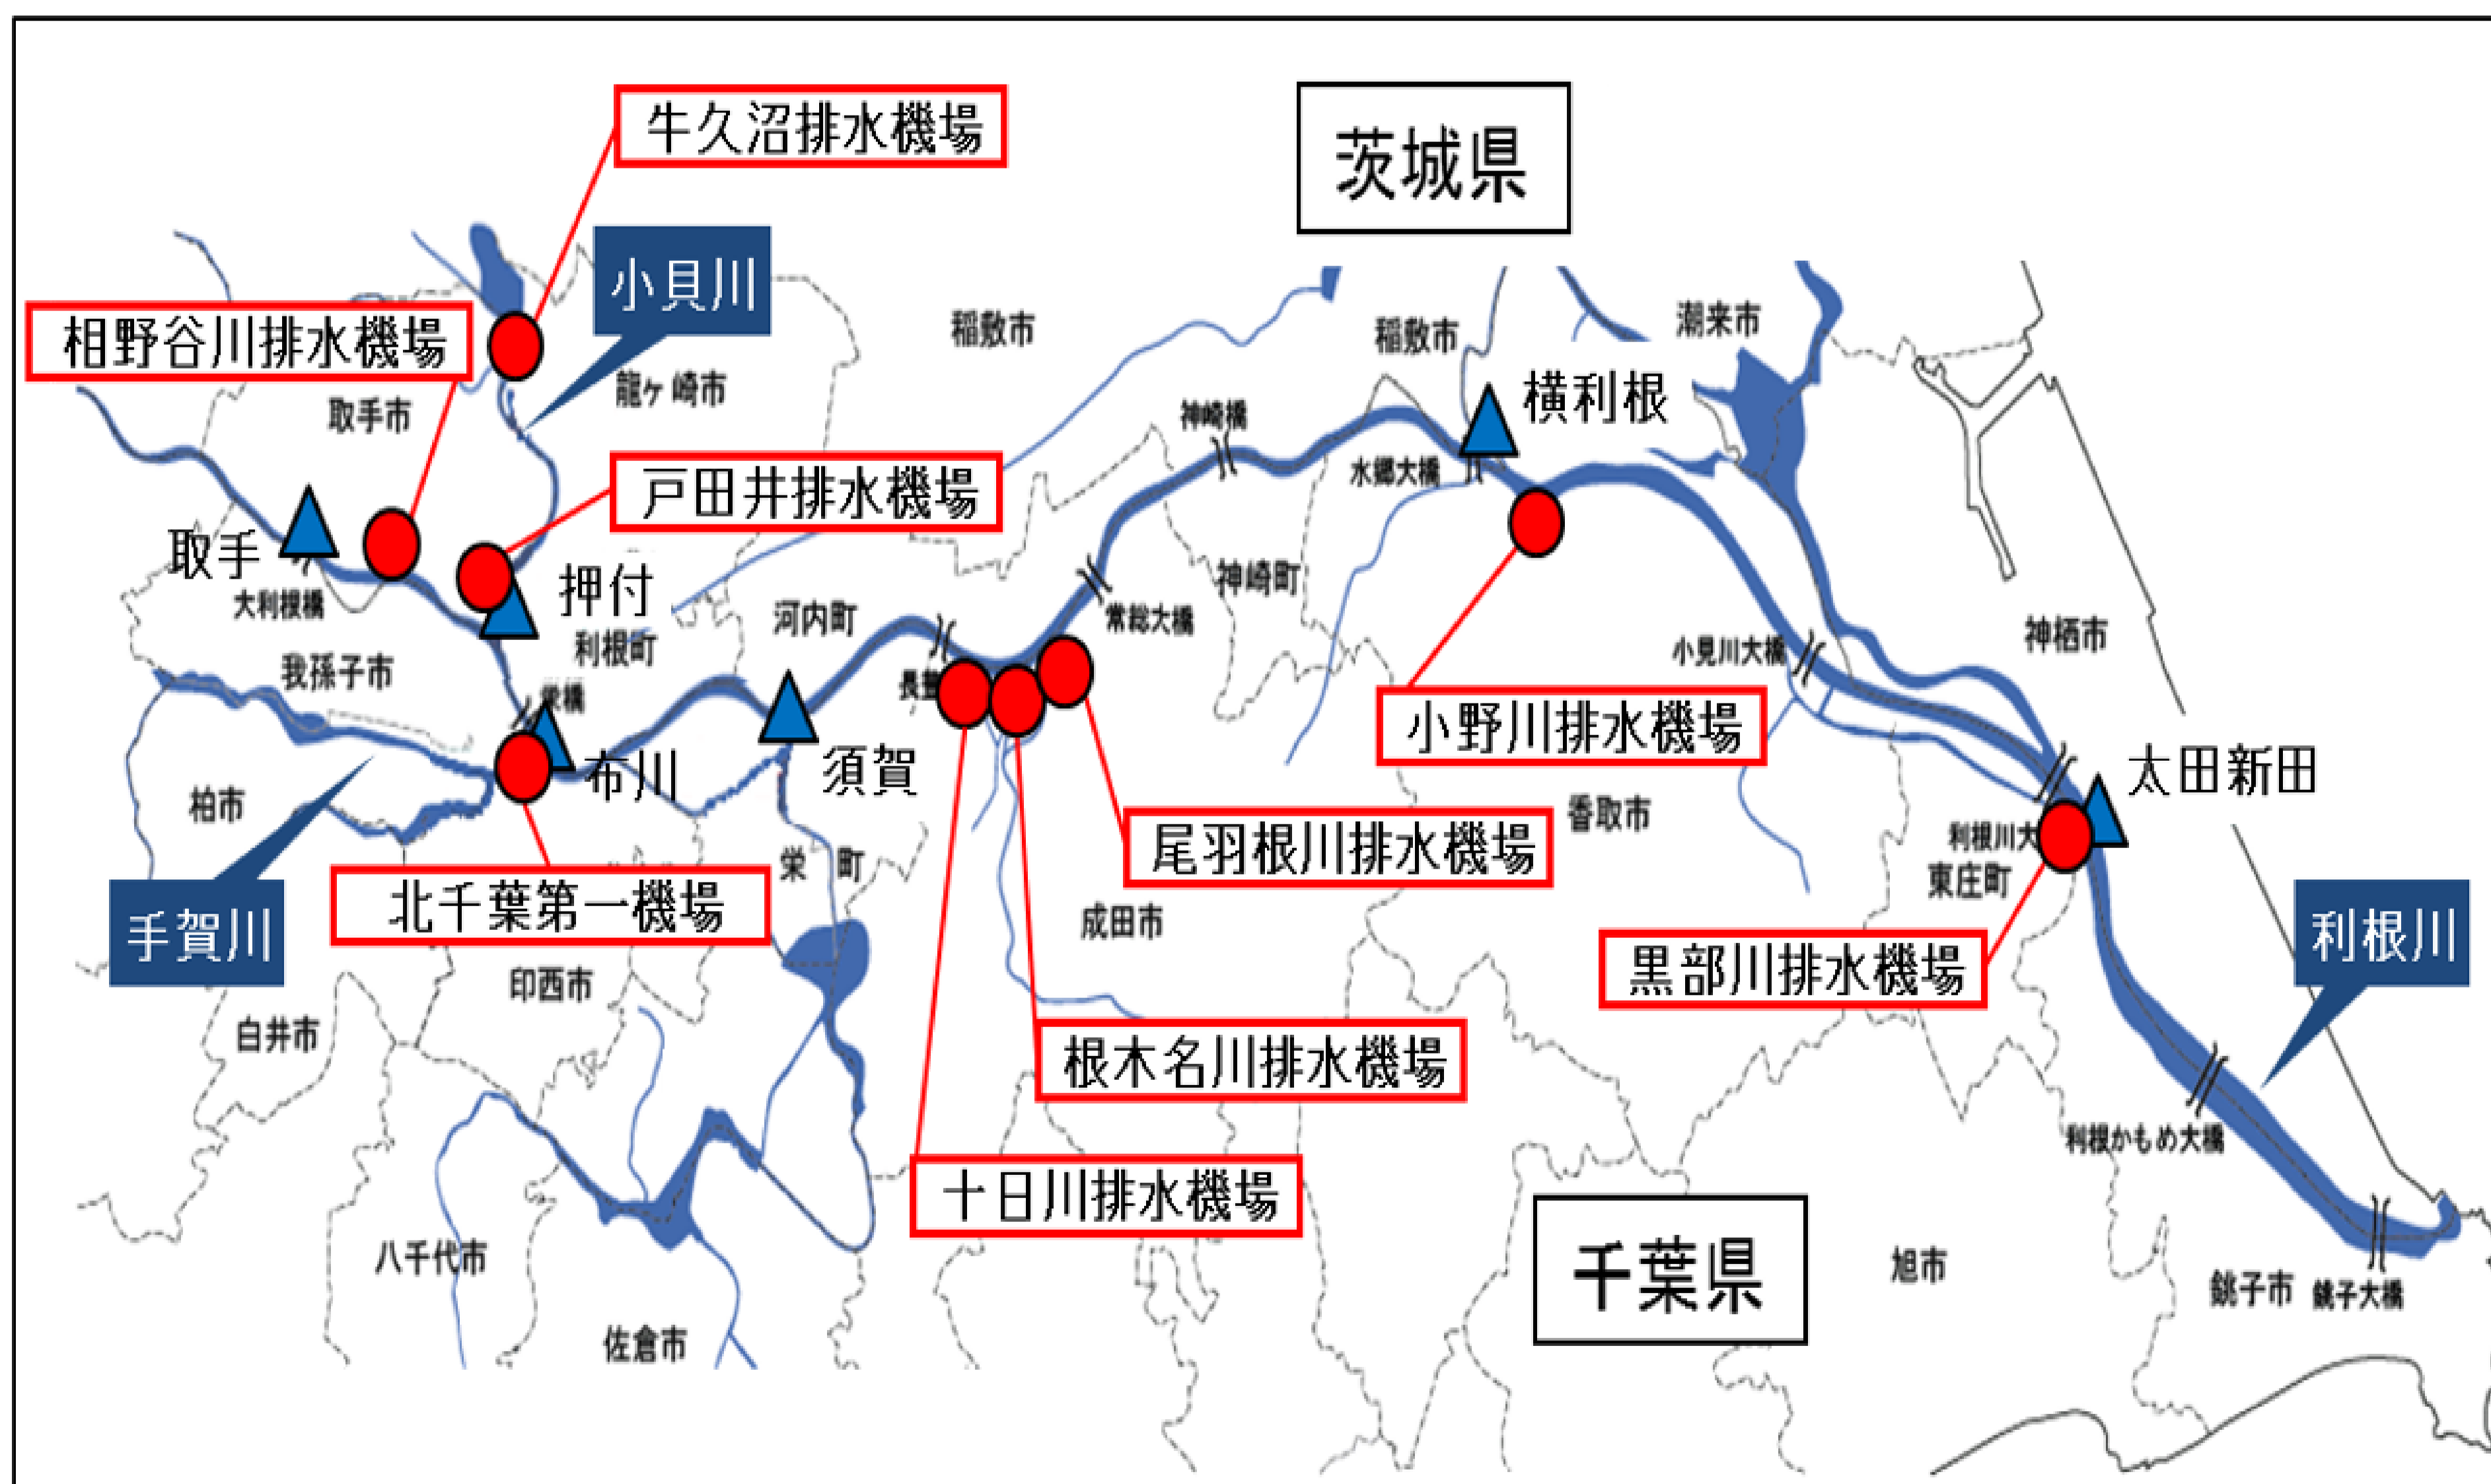 牛久沼排水機場
茨城県
小貝川
相野谷川排水機場
稲敷市
稲敷市
潮来市
龍ヶ崎市
取手市
神崎橋
横利根
水郷大橋
戸田井排水機場
取手
押付
大利根橋
河内町
神崎町
常総大橋
利根町
我孫子市
小見川大橋
神栖市
栄橋
小野川排水機場
布川
須賀
太田新田
柏市
香取市
利根川大
尾羽根川排水機場
栄町
東庄町
北千葉第一機場
手賀川
成田市
利根川
黒部川排水機場
印西市
白井市
根木名川排水機場
利根かもめ大橋
十日川排水機場
八千代市
千葉県
旭市
銚子市
銚子大橋
佐倉市